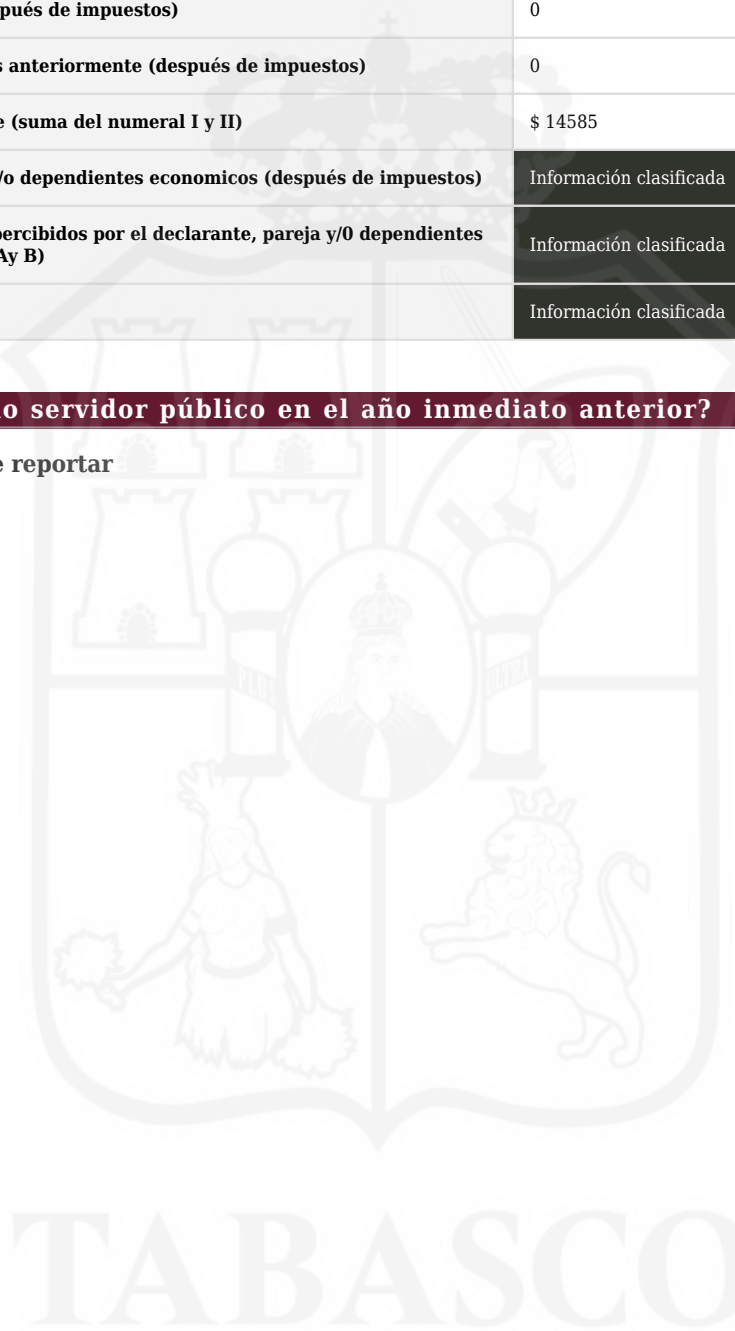 pués de impuestos)
0
s anteriormente (después de impuestos)
0
e (suma del numeral I y II)
$ 14585
/o dependientes economicos (después de impuestos)
Información clasificada
percibidos por el declarante, pareja y/0 dependientes
Información clasificada
Ay B)
Información clasificada
o servidor público en el año inmediato anterior?
e reportar
PLUS
ULTRA
TABASCO